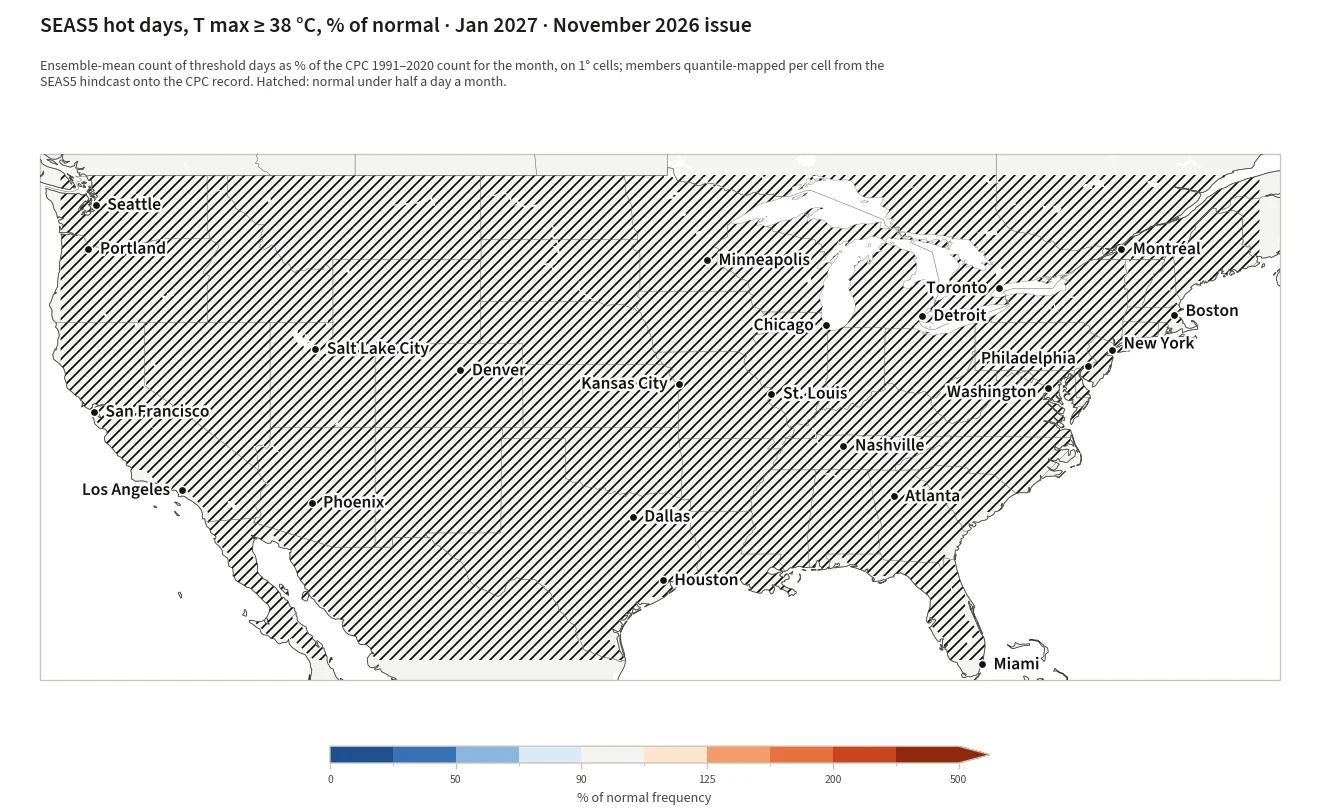 SEAS5 hot days, T max ≥ 38 °C, % of normal · Jan 2027 · November 2026 issue
Ensemble-mean count of threshold days as % of the CPC 1991–2020 count for the month, on 1° cells; members quantile-mapped per cell from the
SEAS5 hindcast onto the CPC record. Hatched: normal under half a day a month.
Seattle
Portland
Montréal
Minneapolis
Toronto
Boston
Detroit
Chicago
New York
Salt Lake City
Philadelphia
Denver
Kansas City
Washington
St. Louis
San Francisco
Nashville
Los Angeles
Atlanta
Phoenix
Dallas
Houston
Miami
0 50 90 125 200 500
% of normal frequency